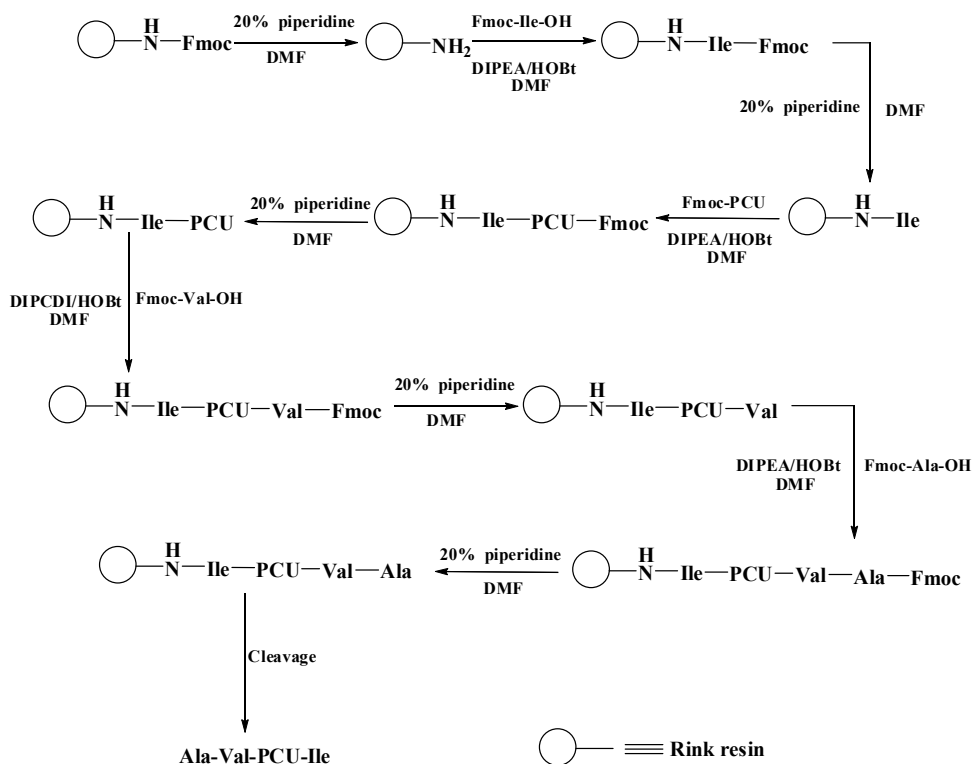 H
N—Fmoc
20% piperidine
DMF
NH2
Fmoc-Ile-OH
DIPEA/HOBt
DMF
H
N—Ile—Fmoc
20% piperidine
DMF
H
N—Ile
Fmoc-PCU
DIPEA/HOBt
DMF
H
N—Ile—PCU—Fmoc
20% piperidine
DMF
H
N—Ile—PCU
DIPCDI/HOBt
DMF
Fmoc-Val-OH
H
N—Ile—PCU—Val—Fmoc
20% piperidine
DMF
H
N—Ile—PCU—Val
DIPEA/HOBt
DMF
Fmoc-Ala-OH
H
N—Ile—PCU—Val—Ala—Fmoc
20% piperidine
DMF
H
N—Ile—PCU—Val—Ala
Cleavage
Ala-Val-PCU-Ile
Rink resin